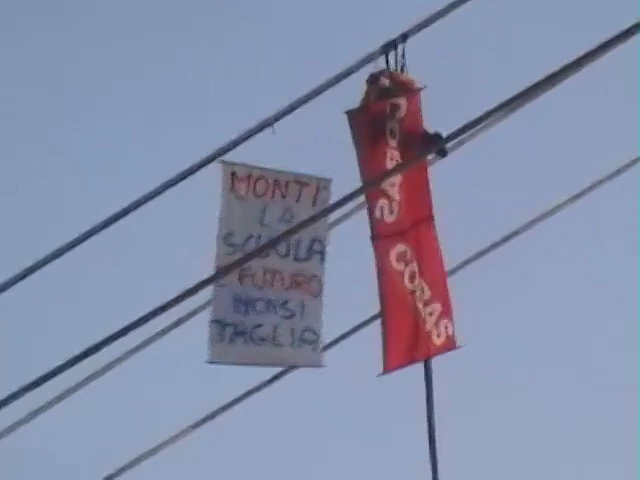 MONTI
LA
SCUOLA
E FUTURO
NON SI
TAGLIA
COBAS
COBAS